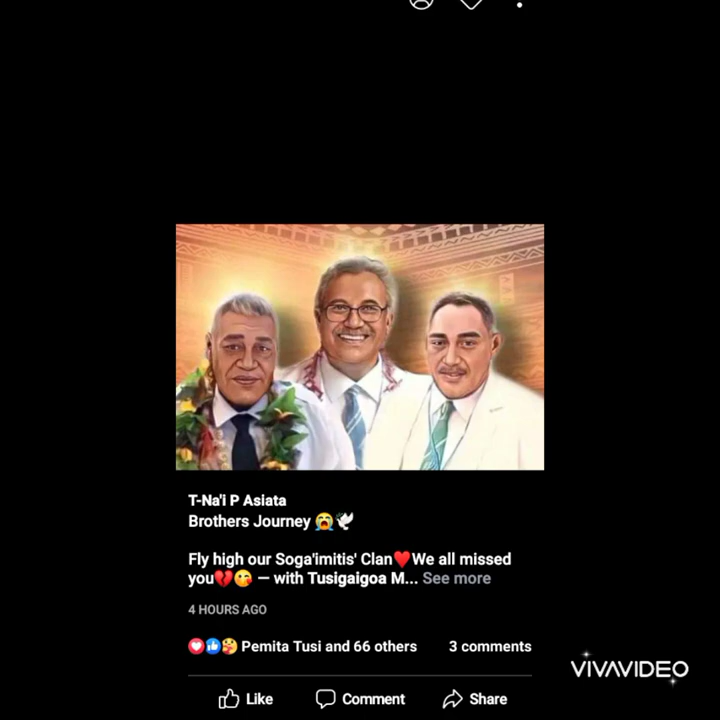 T-Na'i P Asiata
Brothers Journey 😭🕊️
Fly high our Soga'imitis' Clan❤️We all missed
you💔😋 — with Tusigaigoa M... See more
4 HOURS AGO
Pemita Tusi and 66 others 3 comments
VIVAVIDEO
Like Comment Share